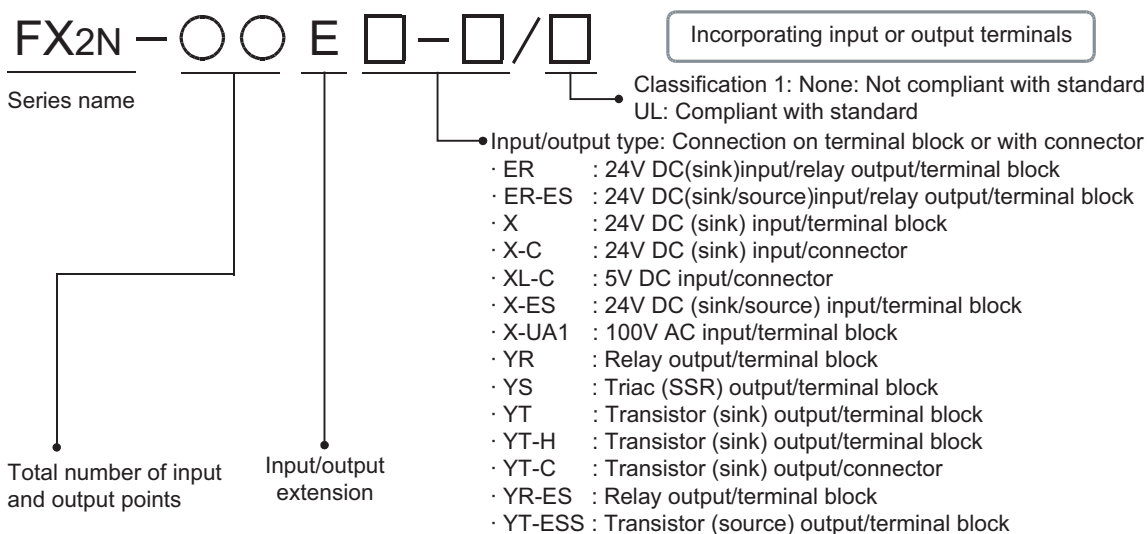 FX2N – ○○ E □ – □/□
Incorporating input or output terminals
Series name
Classification 1: None: Not compliant with standard
UL: Compliant with standard
Input/output type: Connection on terminal block or with connector
· ER : 24V DC(sink)input/relay output/terminal block
· ER-ES : 24V DC(sink/source)input/relay output/terminal block
· X : 24V DC (sink) input/terminal block
· X-C : 24V DC (sink) input/connector
· XL-C : 5V DC input/connector
· X-ES : 24V DC (sink/source) input/terminal block
· X-UA1 : 100V AC input/terminal block
· YR : Relay output/terminal block
· YS : Triac (SSR) output/terminal block
· YT : Transistor (sink) output/terminal block
· YT-H : Transistor (sink) output/terminal block
· YT-C : Transistor (sink) output/connector
· YR-ES : Relay output/terminal block
· YT-ESS : Transistor (source) output/terminal block
Total number of input
and output points
Input/output
extension